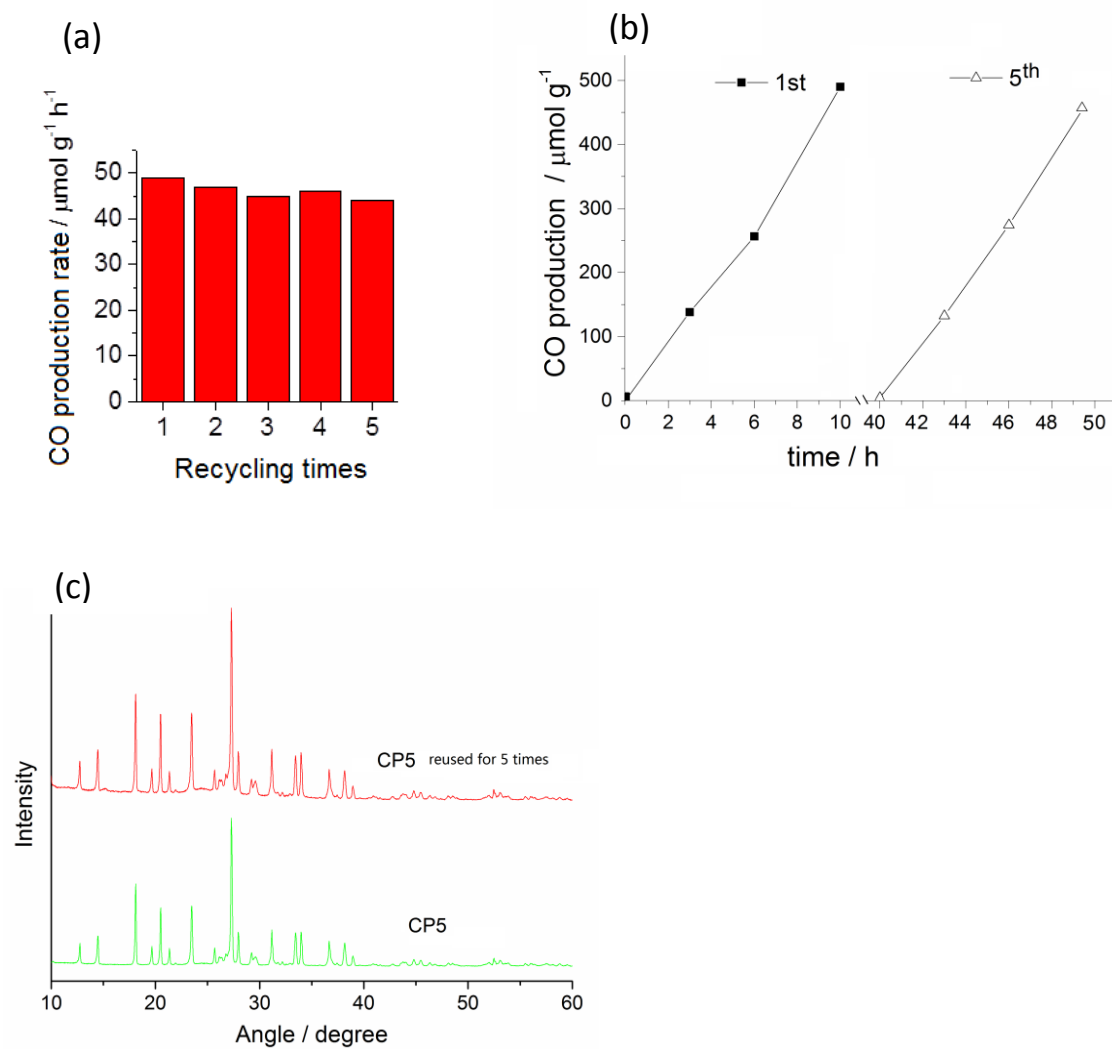 (a)
CO production rate / μmol g⁻¹ h⁻¹
50
40
30
20
10
0
1 2 3 4 5
Recycling times
(b)
CO production / μmol g⁻¹
500
400
300
200
100
0
1st
5th
0 2 4 6 8 10 40 42 44 46 48 50
time / h
(c)
Intensity
CP5 reused for 5 times
CP5
10 20 30 40 50 60
Angle / degree